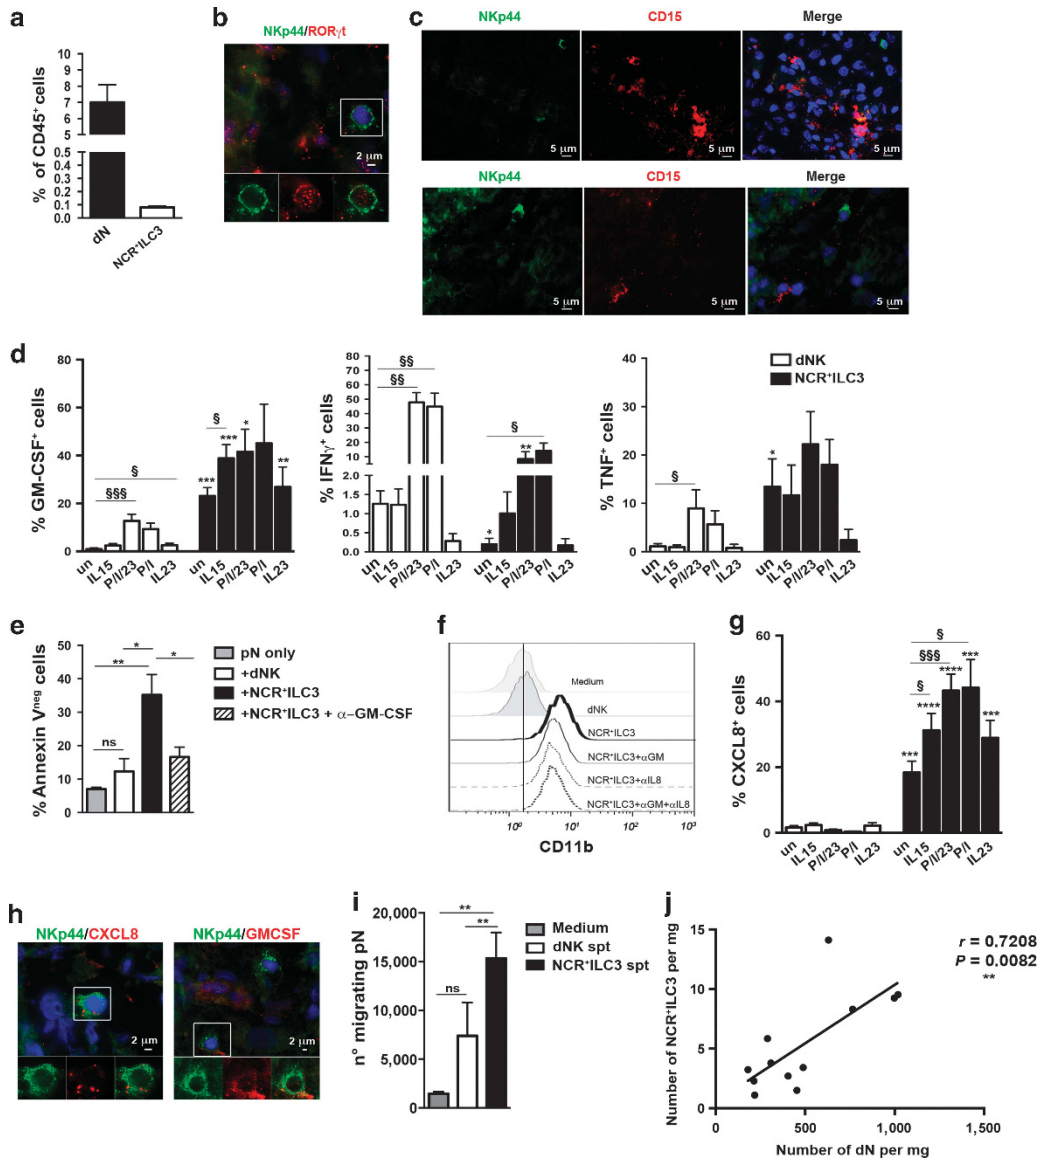 a
% of CD45⁺ cells
10
9
8
7
6
5
0.5
0.4
0.3
0.2
0.1
0.0
dN
NCR⁺ILC3
b
NKp44/RORγt
2 μm
c
NKp44
CD15
Merge
5 μm
5 μm
5 μm
NKp44
CD15
Merge
5 μm
5 μm
5 μm
d
% GM-CSF⁺ cells
80
60
40
20
0
§
§§§
§
***
***
*
**
un
IL15
P/I/23
P/I
IL23
un
IL15
P/I/23
P/I
IL23
% IFNγ⁺ cells
80
70
60
50
40
30
20
10
0
2.0
1.5
1.0
0.5
0.0
§§
§§
§
*
**
un
IL15
P/I/23
P/I
IL23
un
IL15
P/I/23
P/I
IL23
% TNF⁺ cells
40
30
20
10
0
§
*
un
IL15
P/I/23
P/I
IL23
un
IL15
P/I/23
P/I
IL23
dNK
NCR⁺ILC3
e
% Annexin Vⁿᵉᵍ cells
50
40
30
20
10
0
*
**
*
ns
pN only
+dNK
+NCR⁺ILC3
+NCR⁺ILC3 + α–GM-CSF
f
Medium
dNK
NCR⁺ILC3
NCR⁺ILC3+αGM
NCR⁺ILC3+αIL8
NCR⁺ILC3+αGM+αIL8
10⁰
10¹
10²
10³
CD11b
g
% CXCL8⁺ cells
60
40
20
0
§
§§§
§
***
****
****
***
***
un
IL15
P/I/23
P/I
IL23
un
IL15
P/I/23
P/I
IL23
h
NKp44/CXCL8
2 μm
NKp44/GMCSF
2 μm
i
n° migrating pN
20,000
15,000
10,000
5,000
0
**
**
ns
Medium
dNK spt
NCR⁺ILC3 spt
j
Number of NCR⁺ILC3 per mg
15
10
5
0
r = 0.7208
P = 0.0082
**
500
1,000
1,500
Number of dN per mg